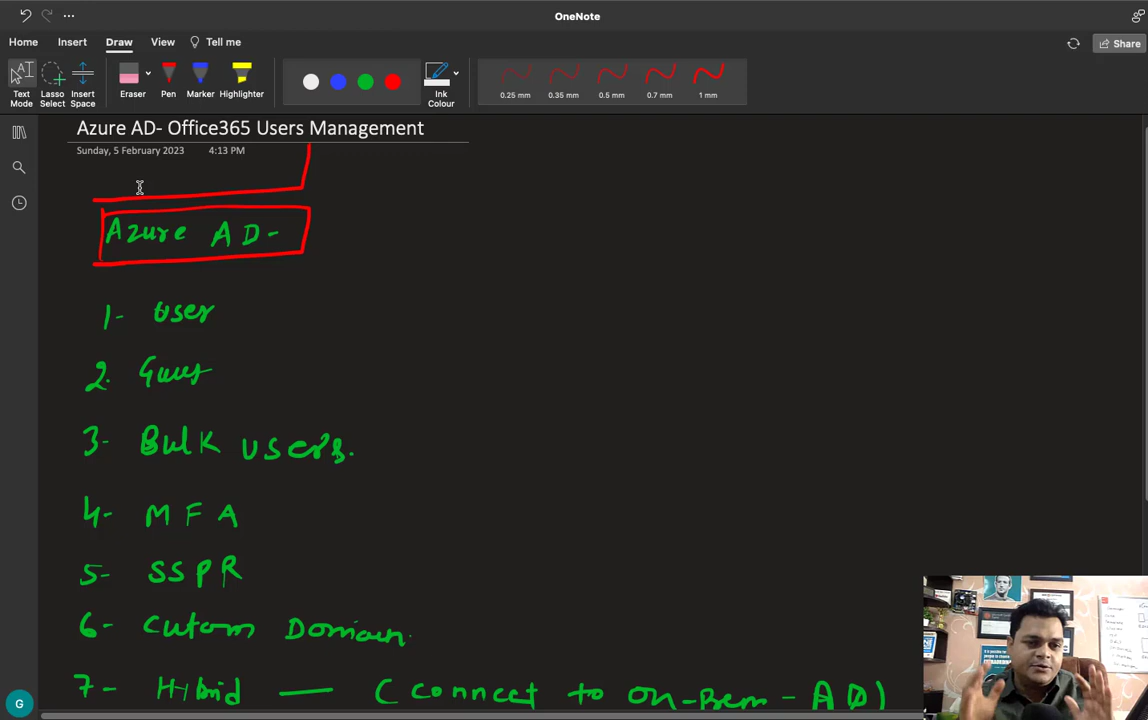 OneNote
Home Insert Draw View Tell me
Share
Text Mode
Lasso Select
Insert Space
Eraser
Pen
Marker
Highlighter
Ink Colour
0.25 mm 0.35 mm 0.5 mm 0.7 mm 1 mm
Azure AD- Office365 Users Management
Sunday, 5 February 2023 4:13 PM
Azure AD-
1- User
2. Guest
3- Bulk Users.
4- MFA
5- SSPR
6- Cutom Domain.
7- Hibrid — (connect to on-Prem - AD)
G